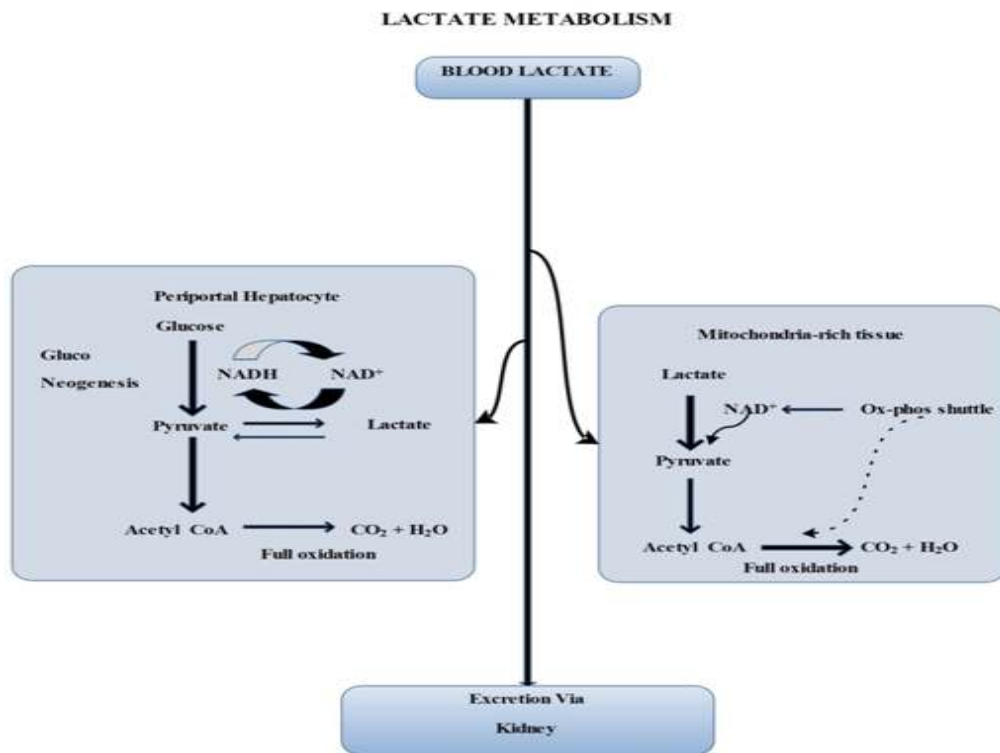 LACTATE METABOLISM
BLOOD LACTATE
Periportal Hepatocyte
Glucose
Gluco
Neogenesis
NADH NAD⁺
Pyruvate Lactate
Acetyl CoA CO₂ + H₂O
Full oxidation
Mitochondria-rich tissue
Lactate
NAD⁺ Ox-phos shuttle
Pyruvate
Acetyl CoA CO₂ + H₂O
Full oxidation
Excretion Via
Kidney